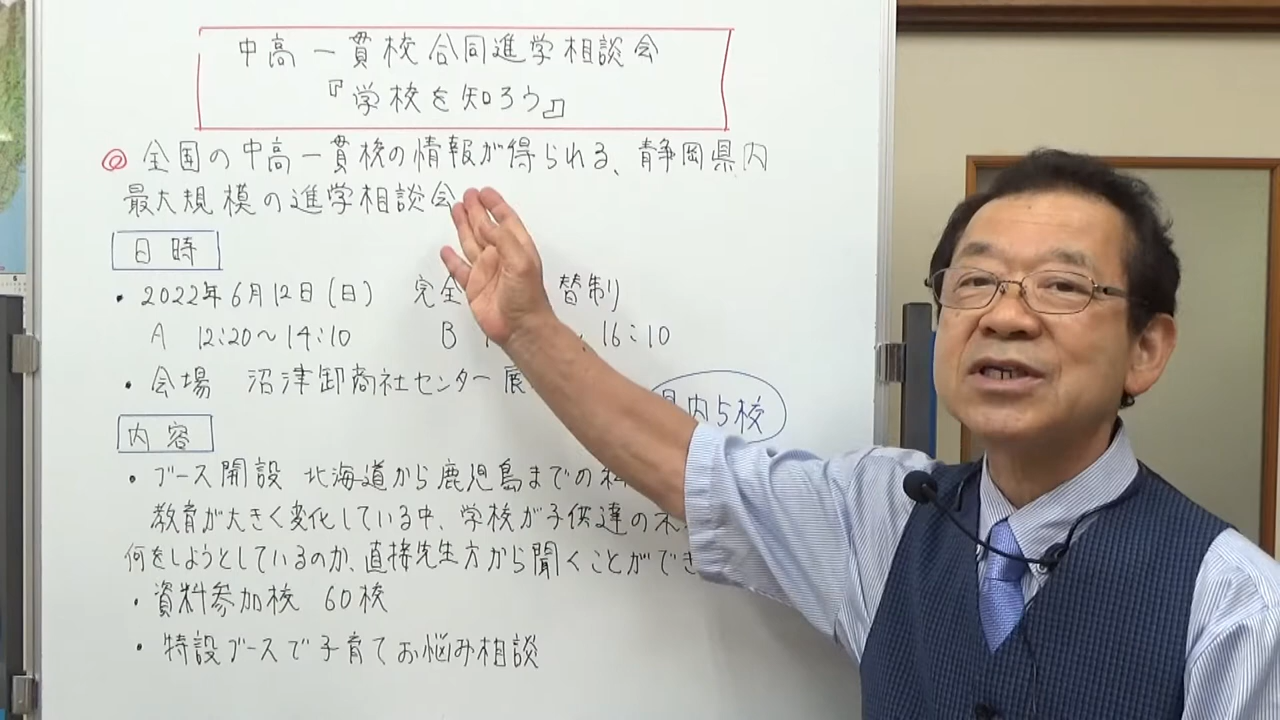 中高一貫校合同進学相談会
『学校を知ろう』
◎ 全国の中高一貫校の情報が得られる、静岡県内
最大規模の進学相談会
日時
・2022年6月12日(日) 完全 替制
A 12:20〜14:10 B 16:10
・会場 沼津卸商社センター 展
県内5校
内容
・ブース開設 北海道から鹿児島までの
教育が大きく変化している中、学校が子供達の
何をしようとしているのか、直接先生方から聞くことができ
・資料参加校 60校
・特設ブースで子育てお悩み相談